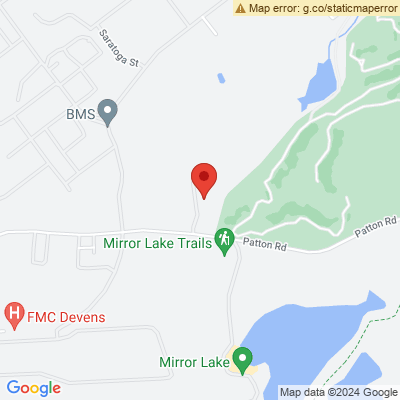 Map error: g.co/staticmaperror
Saratoga St
BMS
Patton Rd
Mirror Lake Trails
Patton Rd
H
FMC Devens
Mirror Lake
Google
Map data ©2024 Google